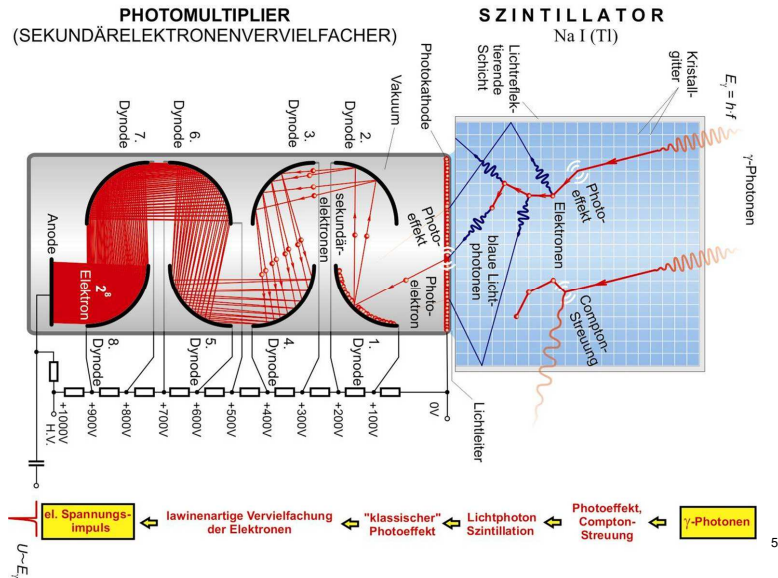 PHOTOMULTIPLIER
(SEKUNDÄRELEKTRONENVERVIELFACHER)
SZINTILLATOR
Na I (Tl)
7.
Dynode
6.
Dynode
3.
Dynode
2.
Dynode
Vakuum
Photokathode
Lichtreflek-
tierende
Schicht
Kristall-
gitter
Eγ = h·f
γ-Photonen
Photo-
effekt
Elektronen
blaue Licht-
photonen
Compton-
Streuung
sekundär-
elektronen
Photo-
effekt
Photo-
elektron
Anode
2⁸
Elektron
8.
Dynode
5.
Dynode
4.
Dynode
1.
Dynode
Lichtleiter
H.V.
+1000V
+900V
+800V
+700V
+600V
+500V
+400V
+300V
+200V
+100V
0V
el. Spannungs-
impuls
lawinenartige Vervielfachung
der Elektronen
"klassischer"
Photoeffekt
Lichtphoton
Szintillation
Photoeffekt,
Compton-
Streuung
γ-Photonen
U~Eγ
5